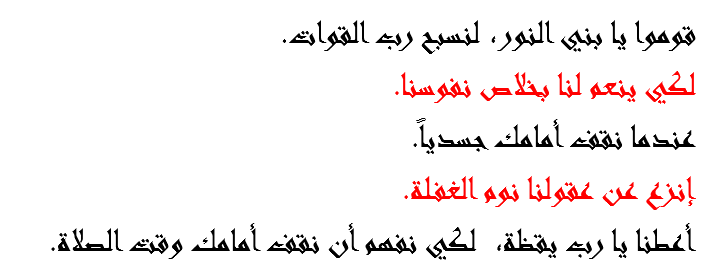 قوموا يا بني النور، لنسبح رب القوات.
لكي ينعم لنا بخلاص نفوسنا.
عندما نقف أمامك جسدياً.
إنزع عن عقولنا نوم الغفلة.
أعطنا يا رب يقظة، لكي نفهم أن نقف أمامك وقت الصلاة.